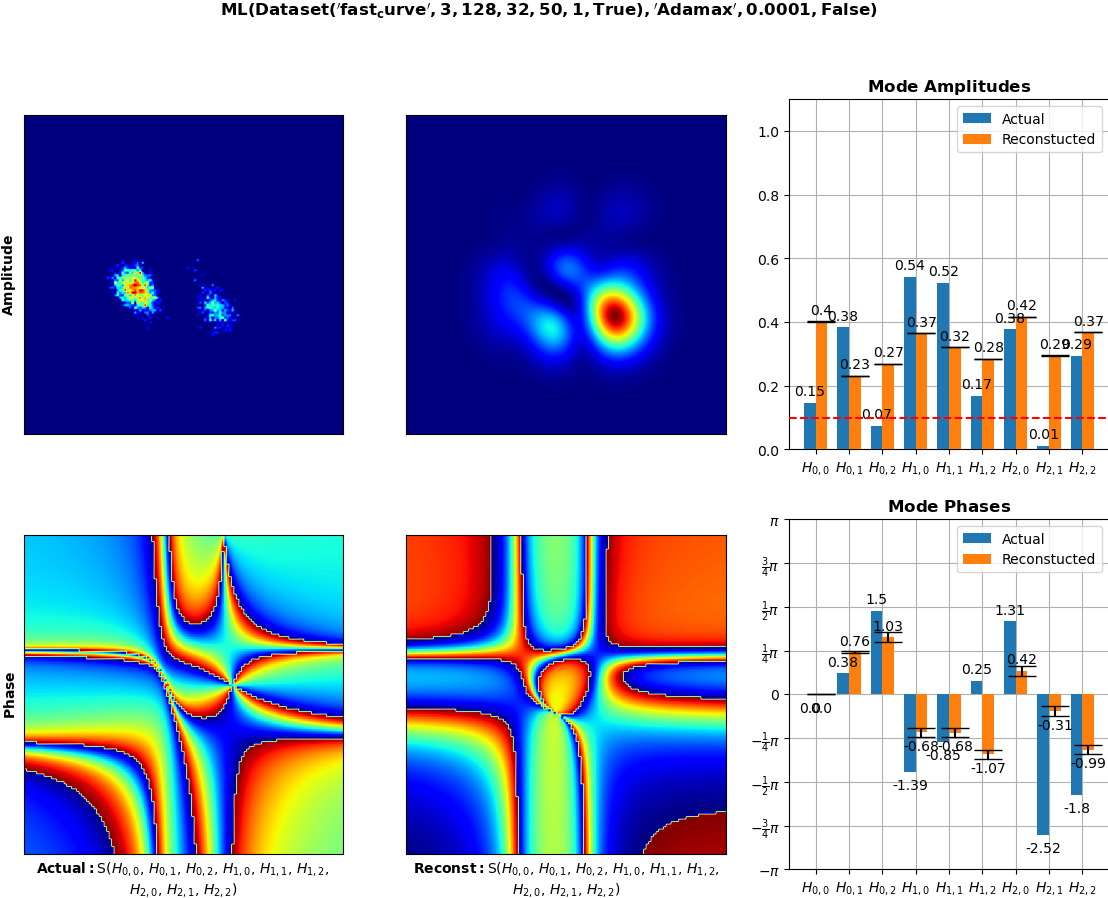 ML(Dataset('fast_curve', 3, 128, 32, 50, 1, True), 'Adamax', 0.0001, False)
Amplitude
Mode Amplitudes
Actual
Reconstucted
1.0
0.8
0.6
0.4
0.2
0.0
0.15 0.38 0.07 0.54 0.52 0.17 0.38 0.01 0.29
0.4 0.23 0.27 0.37 0.32 0.28 0.42 0.29 0.37
H0,0 H0,1 H0,2 H1,0 H1,1 H1,2 H2,0 H2,1 H2,2
Phase
Actual: S(H0,0, H0,1, H0,2, H1,0, H1,1, H1,2,
H2,0, H2,1, H2,2)
Reconst: S(H0,0, H0,1, H0,2, H1,0, H1,1, H1,2,
H2,0, H2,1, H2,2)
Mode Phases
Actual
Reconstucted
π
3/4π
1/2π
1/4π
0
−1/4π
−1/2π
−3/4π
−π
0.0 0.38 1.5 -1.39 -0.85 0.25 1.31 -2.52 -1.8
0.0 0.76 1.03 -0.68 -0.68 -1.07 0.42 -0.31 -0.99
H0,0 H0,1 H0,2 H1,0 H1,1 H1,2 H2,0 H2,1 H2,2